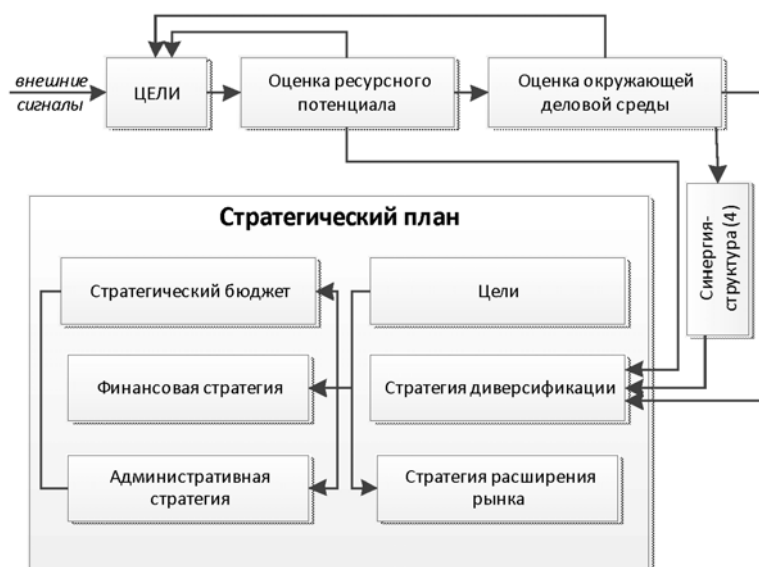 внешние
сигналы
ЦЕЛИ
Оценка ресурсного
потенциала
Оценка окружающей
деловой среды
Синергия-
структура (4)
Стратегический план
Стратегический бюджет
Цели
Финансовая стратегия
Стратегия диверсификации
Административная
стратегия
Стратегия расширения
рынка